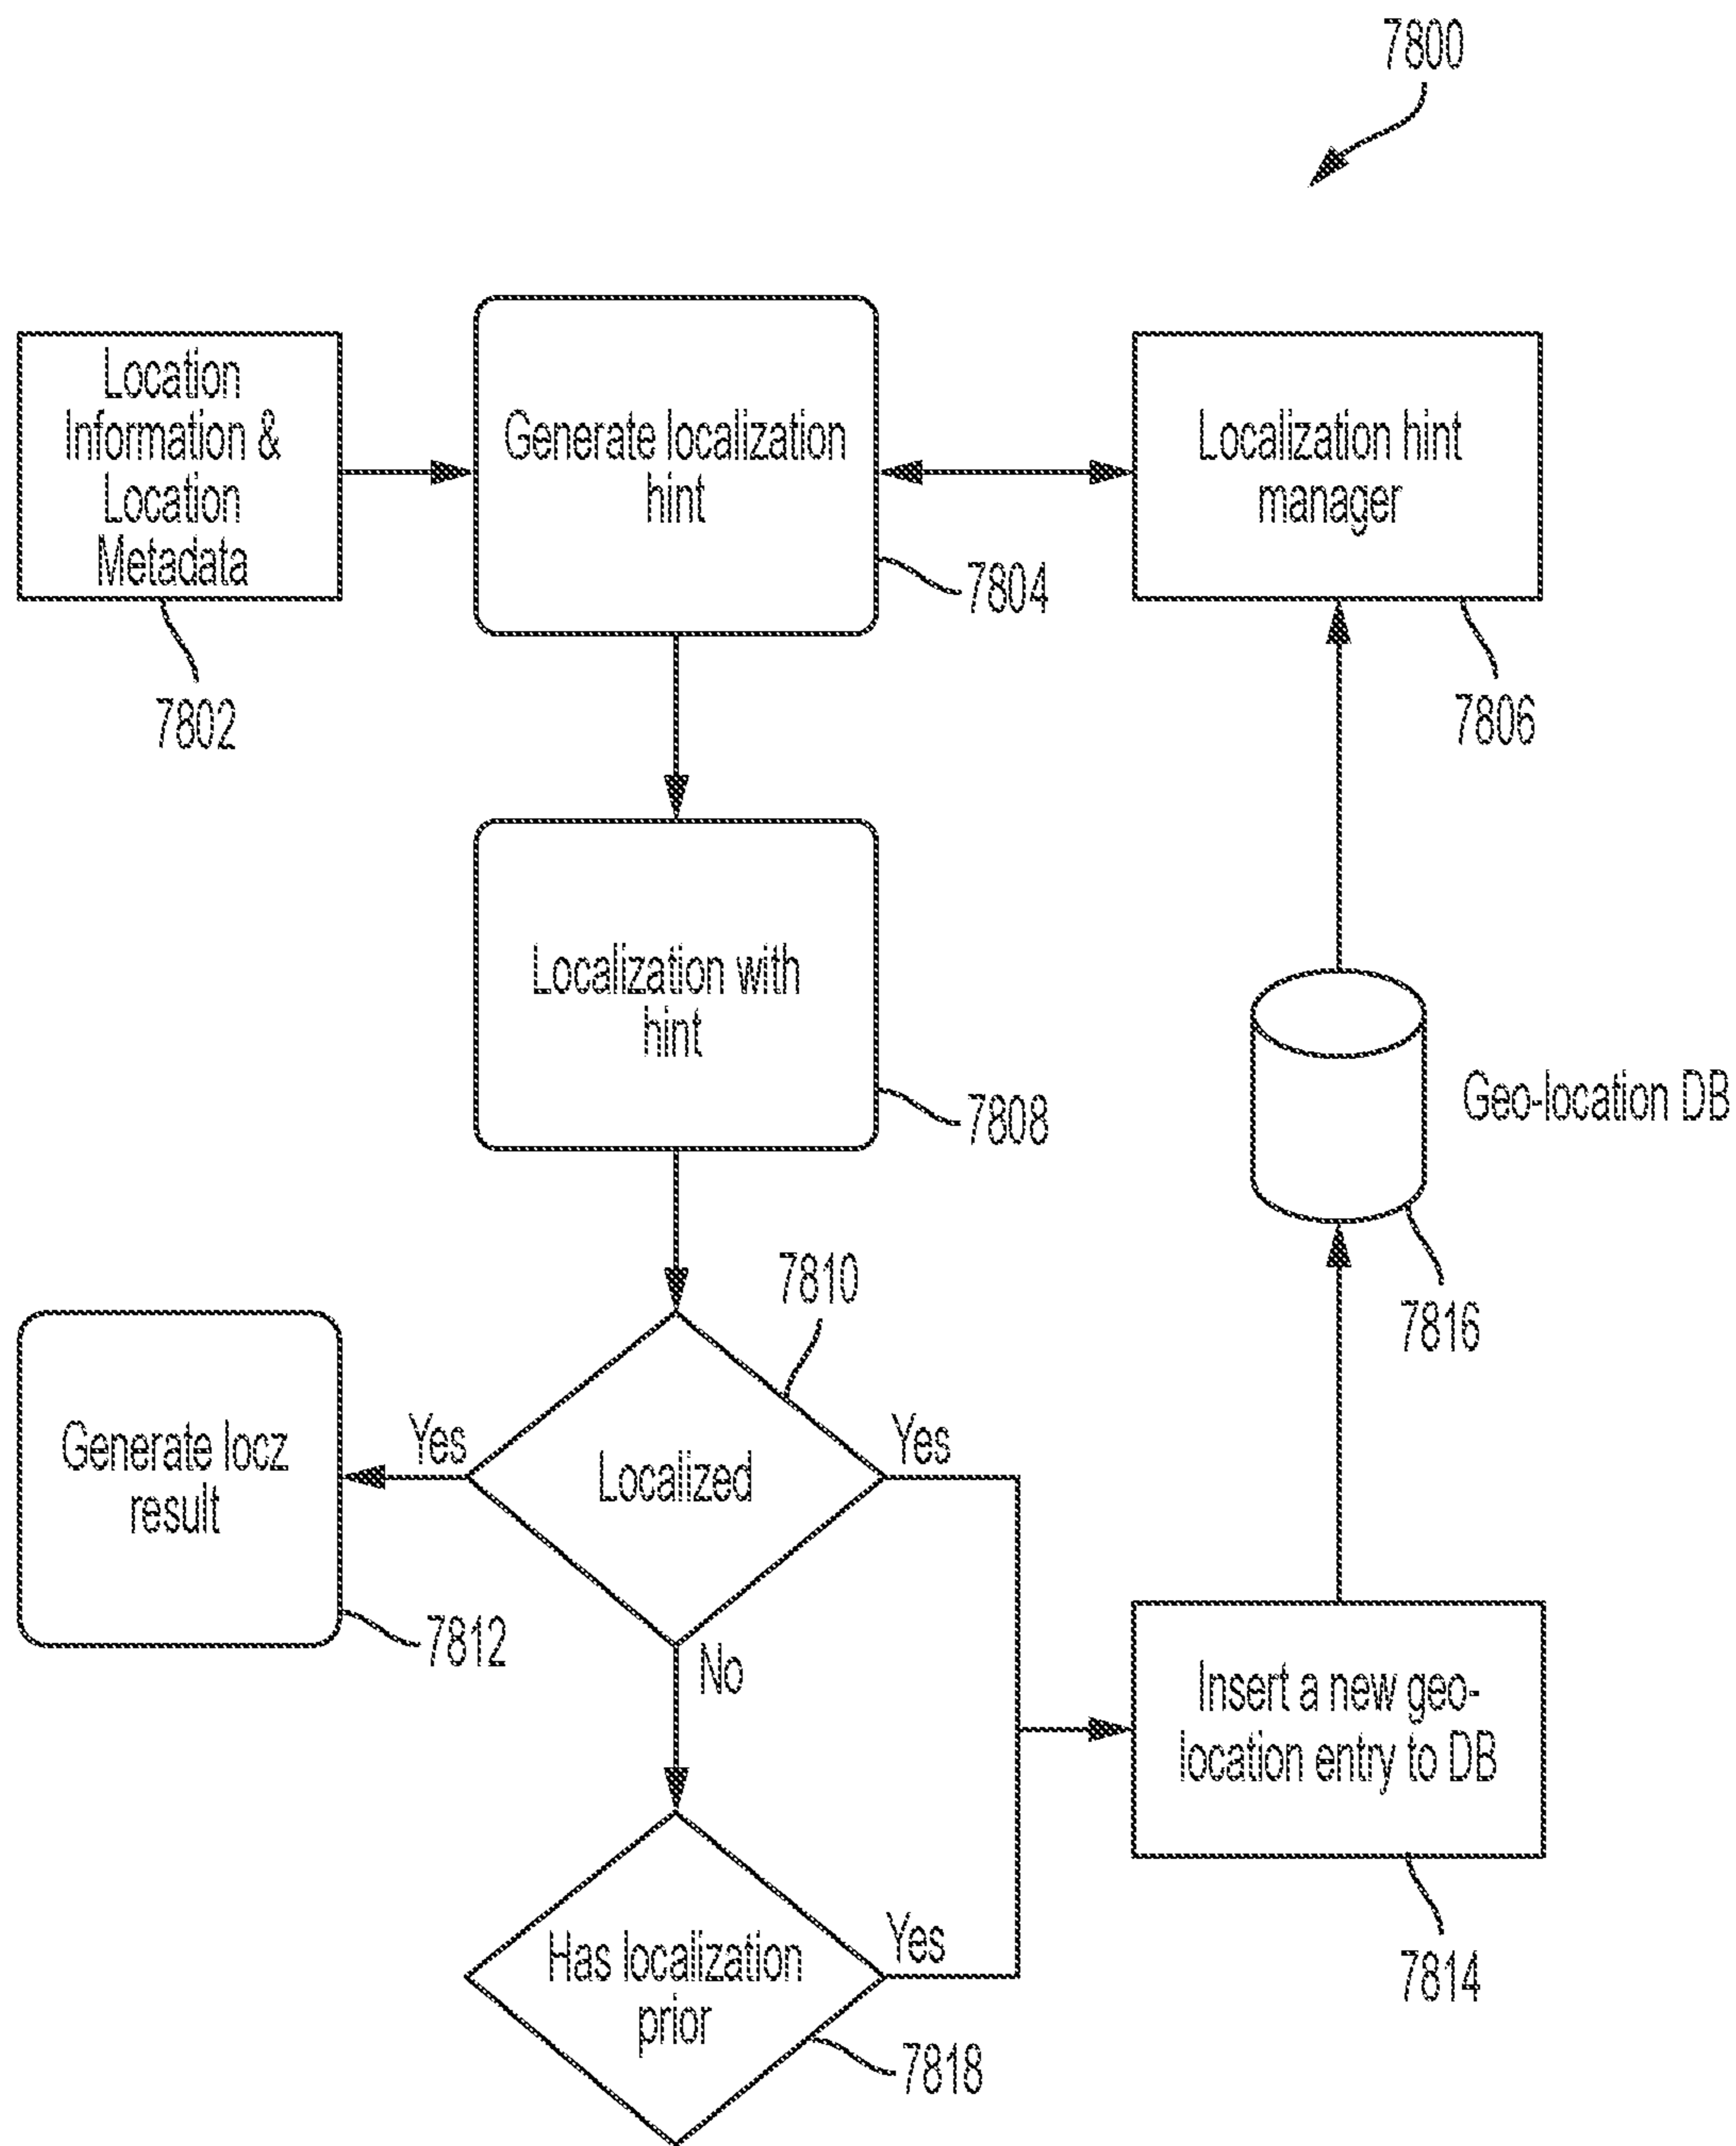 7800
Location
Information &
Location
Metadata
7802
Generate localization
hint
7804
Localization hint
manager
7806
Localization with
hint
7808
Geo-location DB
7816
7810
Localized
Yes
Yes
No
Generate locz
result
7812
Insert a new geo-
location entry to DB
7814
Has localization
prior
Yes
7818